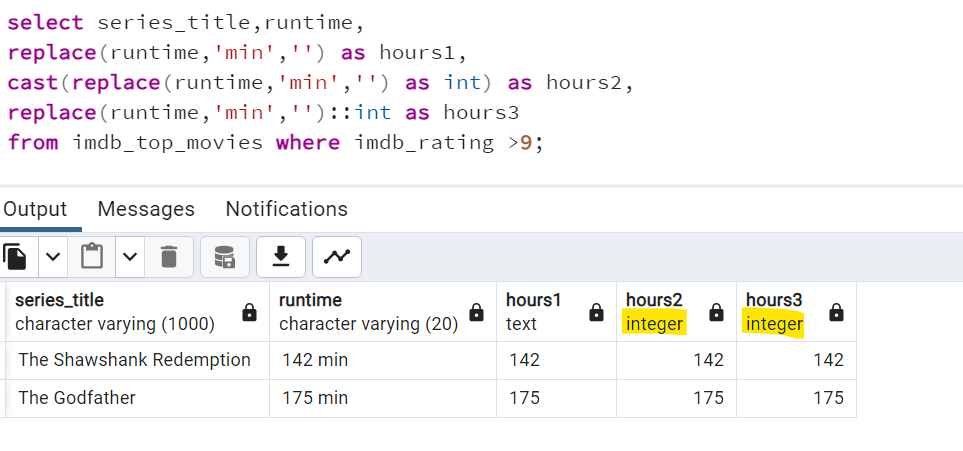 select series_title,runtime,
replace(runtime,'min','') as hours1,
cast(replace(runtime,'min','') as int) as hours2,
replace(runtime,'min','')::int as hours3
from imdb_top_movies where imdb_rating >9;
Output Messages Notifications
series_title runtime hours1 hours2 hours3
character varying (1000) character varying (20) text integer integer
The Shawshank Redemption 142 min 142 142 142
The Godfather 175 min 175 175 175